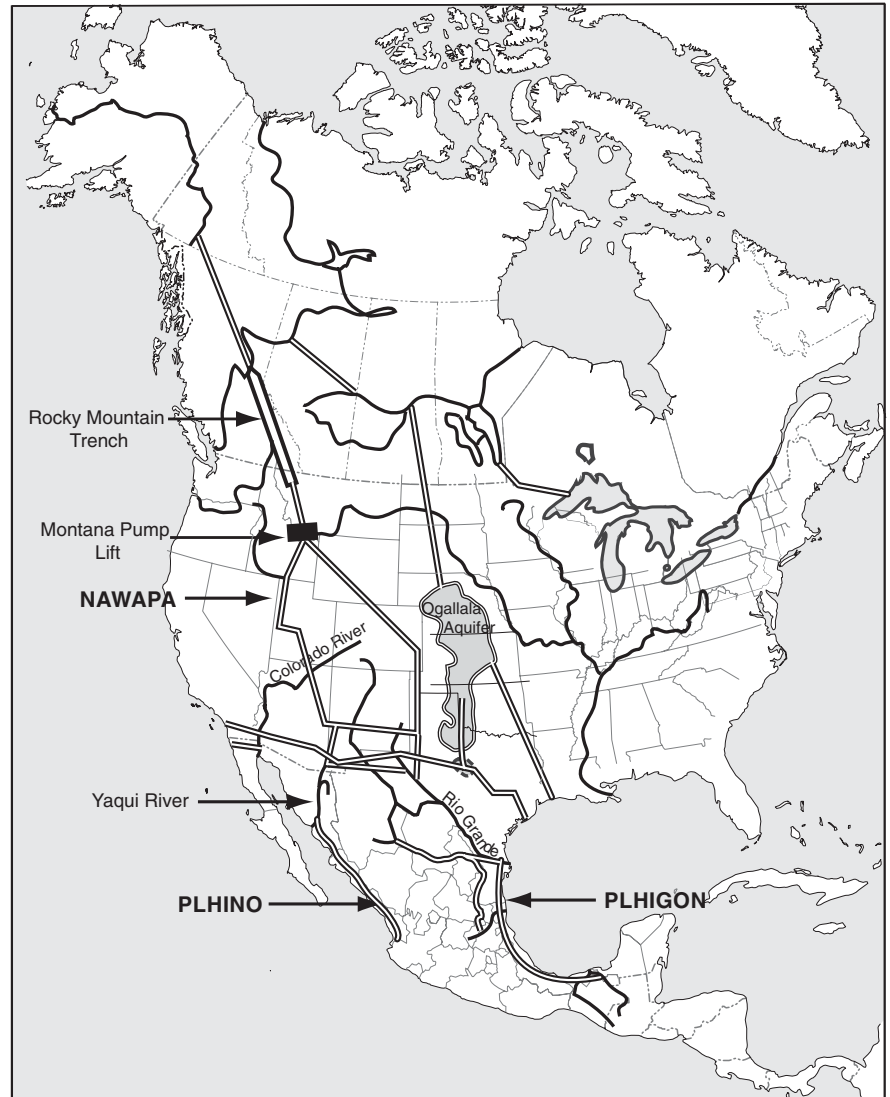 Rocky Mountain
Trench
Montana Pump
Lift
NAWAPA
Ogallala
Aquifer
Colorado River
Yaqui River
Rio Grande
PLHINO
PLHIGON